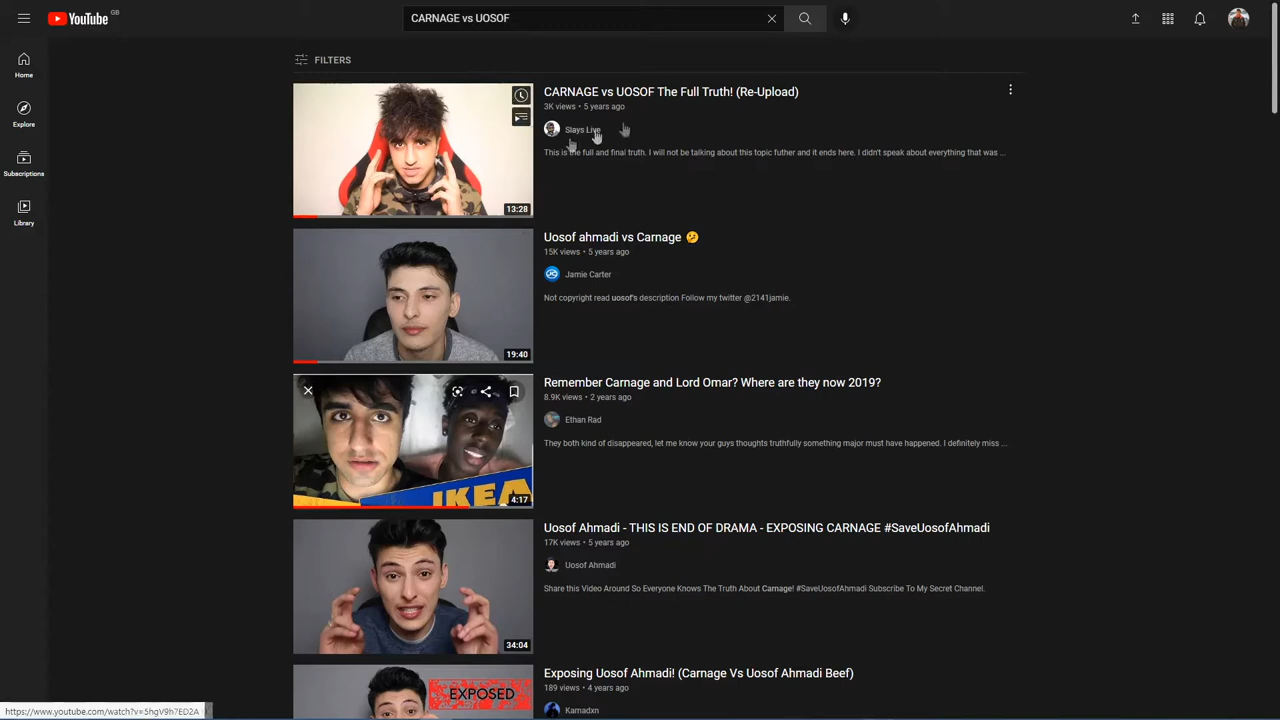 YouTube GB
CARNAGE vs UOSOF
Home
Explore
Subscriptions
Library
FILTERS
13:28
CARNAGE vs UOSOF The Full Truth! (Re-Upload)
3K views • 5 years ago
Slays Live
This is the full and final truth. I will not be talking about this topic futher and it ends here. I didn't speak about everything that was ...
19:40
Uosof ahmadi vs Carnage 🤔
15K views • 5 years ago
Jamie Carter
Not copyright read uosof's description Follow my twitter @2141jamie.
IKEA
4:17
Remember Carnage and Lord Omar? Where are they now 2019?
8.9K views • 2 years ago
Ethan Rad
They both kind of disappeared, let me know your guys thoughts truthfully something major must have happened. I definitely miss ...
34:04
Uosof Ahmadi - THIS IS END OF DRAMA - EXPOSING CARNAGE #SaveUosofAhmadi
17K views • 5 years ago
Uosof Ahmadi
Share this Video Around So Everyone Knows The Truth About Carnage! #SaveUosofAhmadi Subscribe To My Secret Channel.
EXPOSED
Exposing Uosof Ahmadi! (Carnage Vs Uosof Ahmadi Beef)
189 views • 4 years ago
Kamadxn
https://www.youtube.com/watch?v=5hgV9h7ED2A